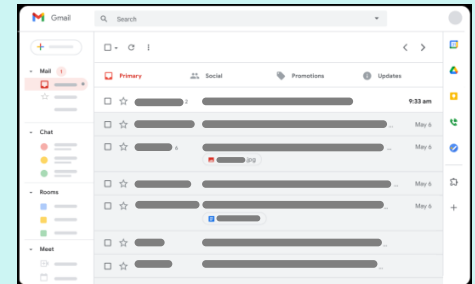 Gmail
Search
Mail 1
Primary
Social
Promotions
Updates
2
9:33 am
May 6
Chat
6
May 6
.jpg
May 6
Rooms
May 6
Meet